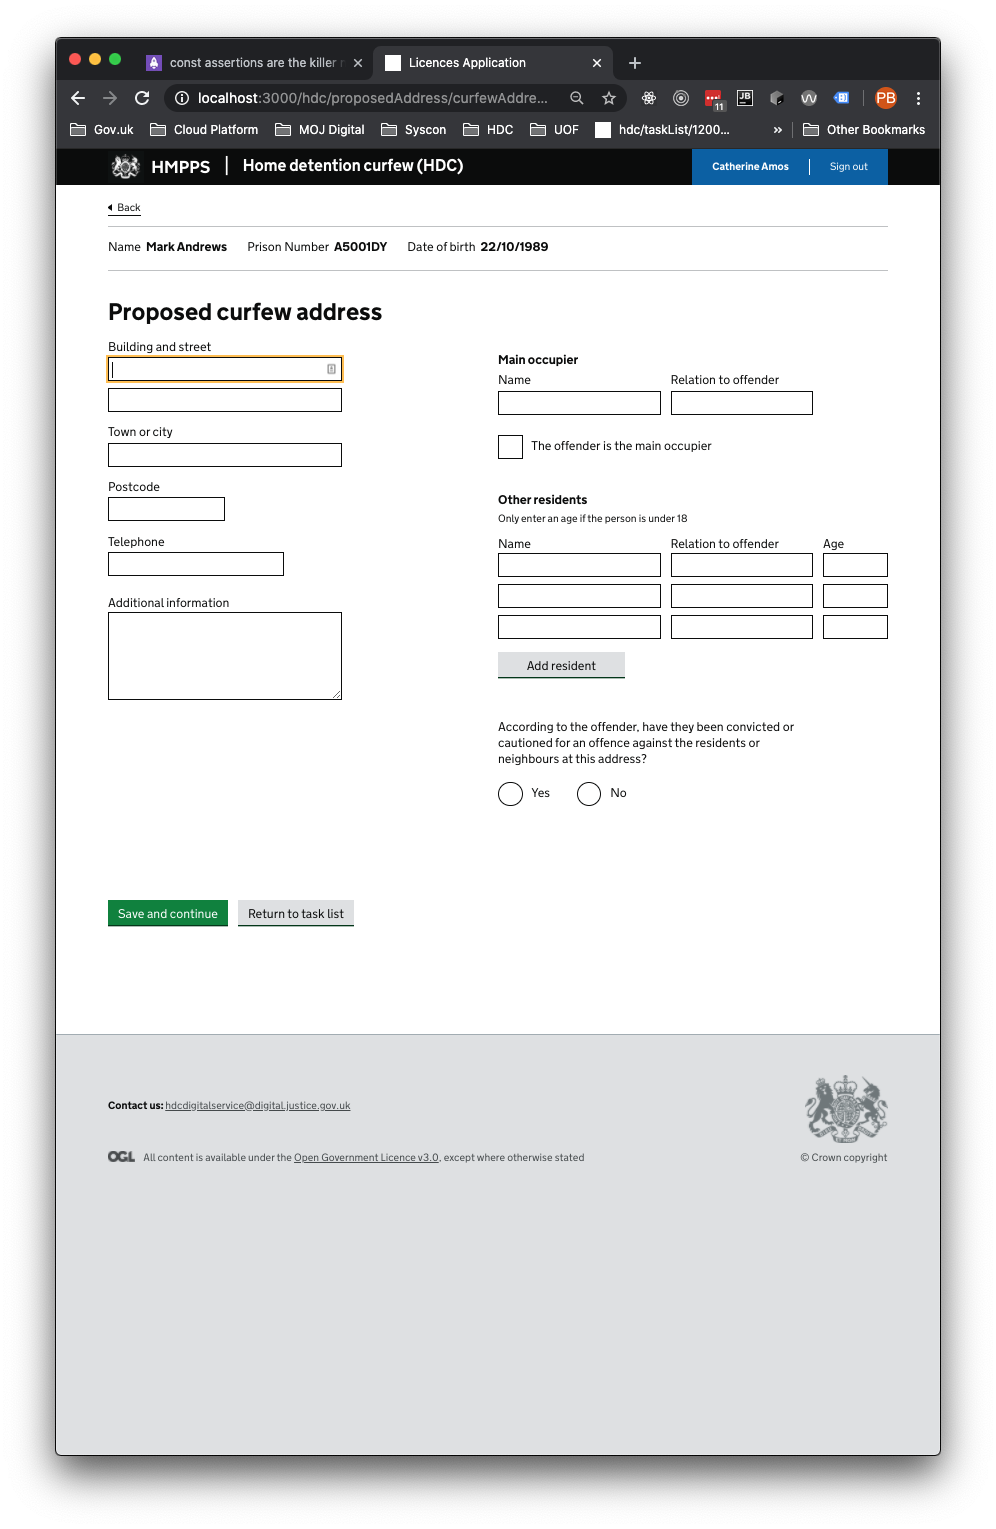 const assertions are the killer
Licences Application
localhost:3000/hdc/proposedAddress/curfewAddre...
11
JB
PB
Gov.uk
Cloud Platform
MOJ Digital
Syscon
HDC
UOF
hdc/taskList/1200...
»
Other Bookmarks
HMPPS | Home detention curfew (HDC)
Catherine Amos
Sign out
Back
Name Mark Andrews Prison Number A5001DY Date of birth 22/10/1989
Proposed curfew address
Building and street
Town or city
Postcode
Telephone
Additional information
Main occupier
Name Relation to offender
The offender is the main occupier
Other residents
Only enter an age if the person is under 18
Name Relation to offender Age
Add resident
According to the offender, have they been convicted or
cautioned for an offence against the residents or
neighbours at this address?
Yes No
Save and continue
Return to task list
Contact us: hdcdigitalservice@digital.justice.gov.uk
OGL All content is available under the Open Government Licence v3.0, except where otherwise stated
© Crown copyright